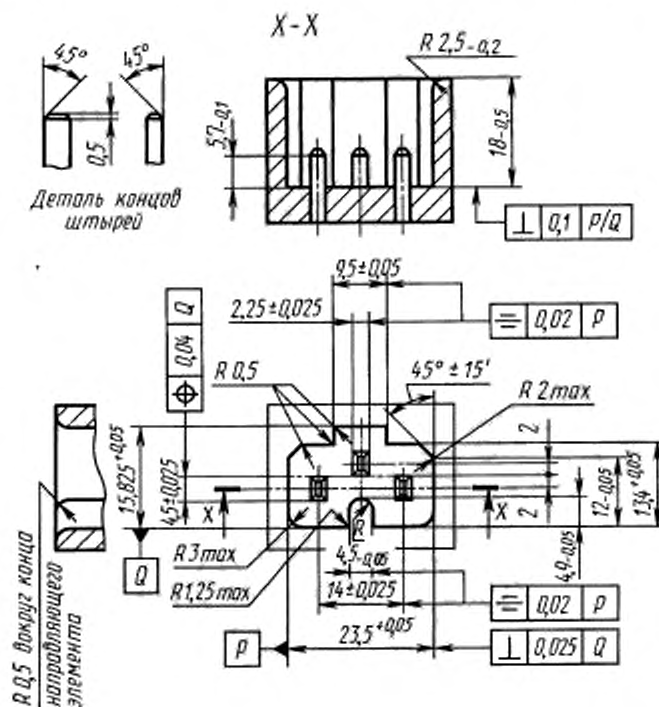 X-X
45°
45°
0,5
Деталь концов
штырей
R 2,5-0,2
5,7-0,1
18-0,5
⊥ 0,1 P/Q
9,5±0,05
2,25±0,025
⌯ 0,02 P
⌖ 0,04 Q
R 0,5
45° ± 15'
R 2max
15,825+0,05
4,5±0,025
X
X
2
2
12-0,05
13,4+0,05
4,9-0,05
R
R 3max
R1,25max
4,5-0,05
14±0,025
⌯ 0,02 P
Q
P
23,5+0,05
⊥ 0,025 Q
R 0,5 вокруг конца
направляющего
элемента